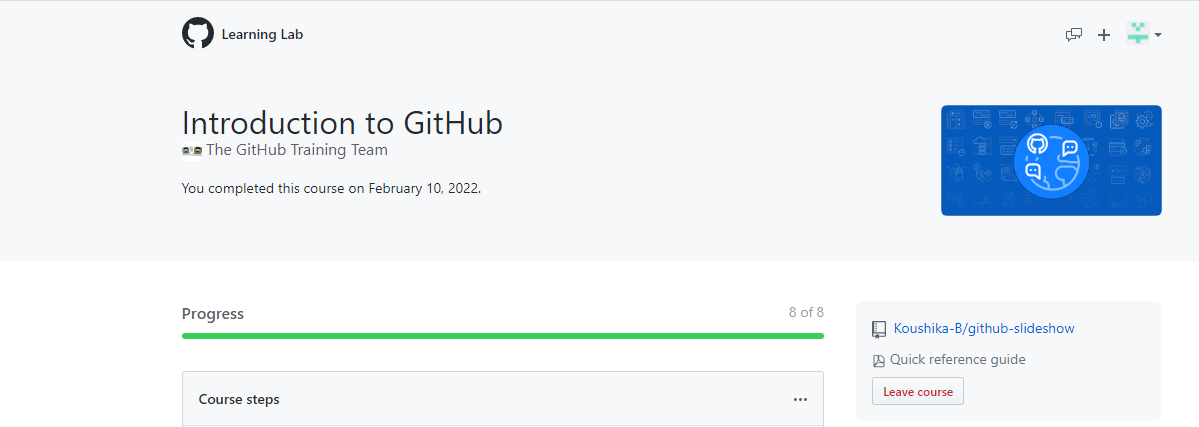 Learning Lab
Introduction to GitHub
The GitHub Training Team
You completed this course on February 10, 2022.
Progress
8 of 8
Koushika-B/github-slideshow
Quick reference guide
Leave course
Course steps